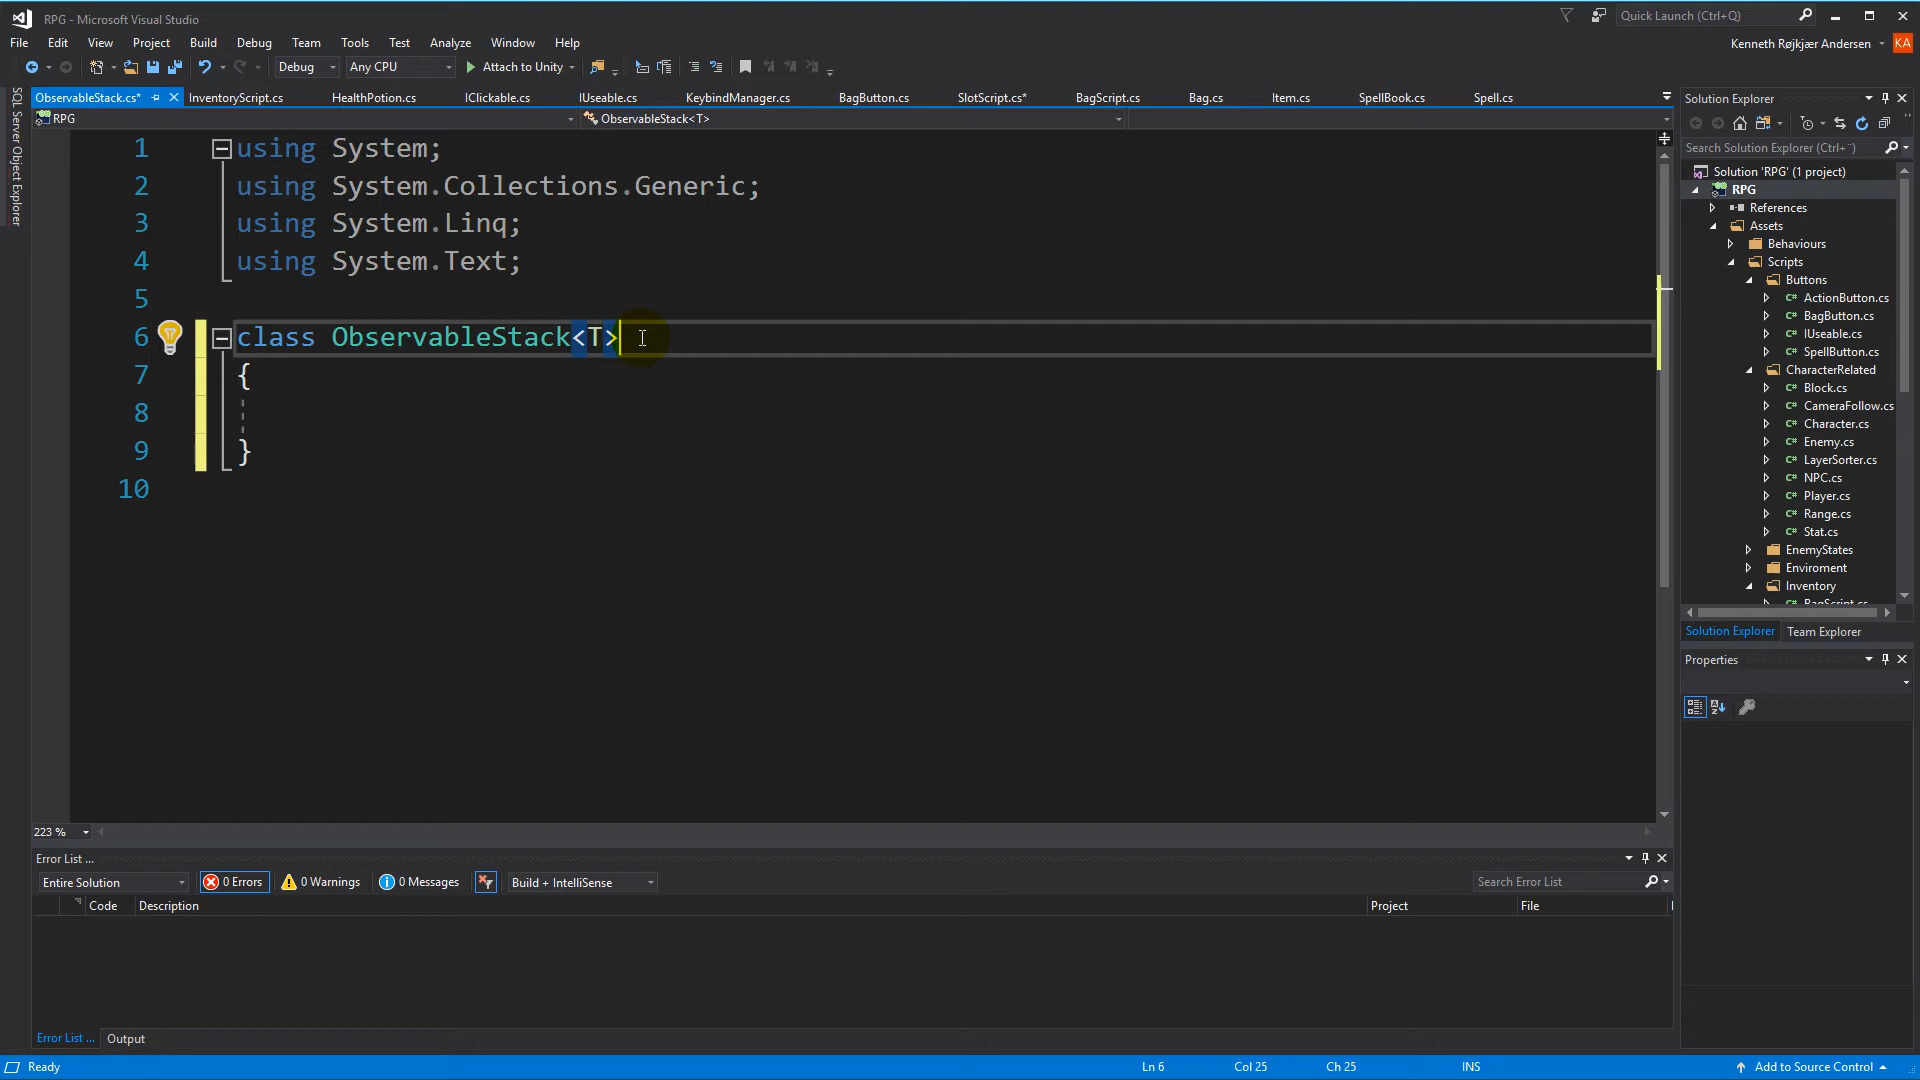 RPG - Microsoft Visual Studio
Quick Launch (Ctrl+Q)
File Edit View Project Build Debug Team Tools Test Analyze Window Help
Kenneth Røjkjær Andersen KA
Debug Any CPU Attach to Unity
SQL Server Object Explorer
ObservableStack.cs* InventoryScript.cs HealthPotion.cs IClickable.cs IUseable.cs KeybindManager.cs BagButton.cs SlotScript.cs* BagScript.cs Bag.cs Item.cs SpellBook.cs Spell.cs
RPG ObservableStack<T>
1 using System;
2 using System.Collections.Generic;
3 using System.Linq;
4 using System.Text;
5
6 class ObservableStack<T>
7 {
8
9 }
10
223 %
Solution Explorer
Search Solution Explorer (Ctrl+¨)
Solution 'RPG' (1 project)
RPG
References
Assets
Behaviours
Scripts
Buttons
C# ActionButton.cs
C# BagButton.cs
C# IUseable.cs
C# SpellButton.cs
CharacterRelated
C# Block.cs
C# CameraFollow.cs
C# Character.cs
C# Enemy.cs
C# LayerSorter.cs
C# NPC.cs
C# Player.cs
C# Range.cs
C# Stat.cs
EnemyStates
Enviroment
Inventory
C# BagScript.cs
Solution Explorer Team Explorer
Properties
Error List ...
Entire Solution 0 Errors 0 Warnings 0 Messages Build + IntelliSense Search Error List
Code Description Project File
Error List ... Output
Ready Ln 6 Col 25 Ch 25 INS Add to Source Control